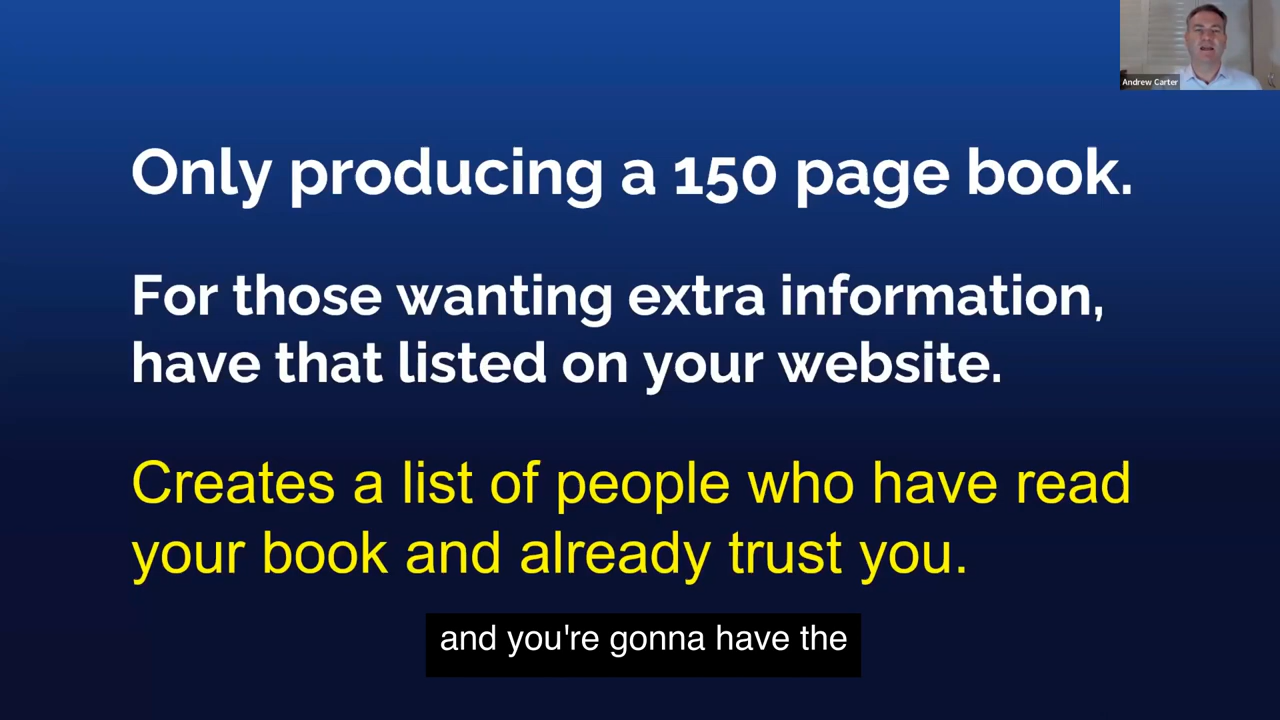 Andrew Carter
Only producing a 150 page book.
For those wanting extra information,
have that listed on your website.
Creates a list of people who have read
your book and already trust you.
and you're gonna have the